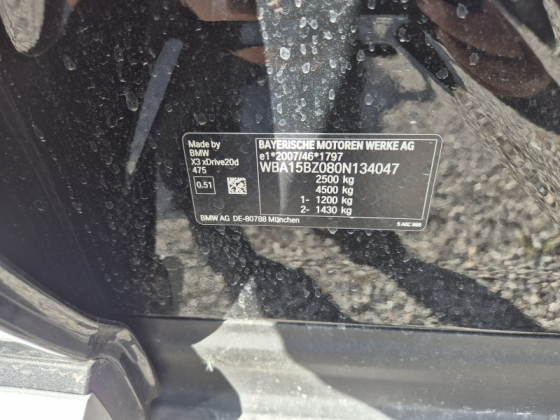 Made by
BMW
X3 xDrive20d
475
0.51
BMW AG DE-80788 München
BAYERISCHE MOTOREN WERKE AG
e1*2007/46*1797
WBA15BZ080N134047
2500 kg
4500 kg
1- 1200 kg
2- 1430 kg